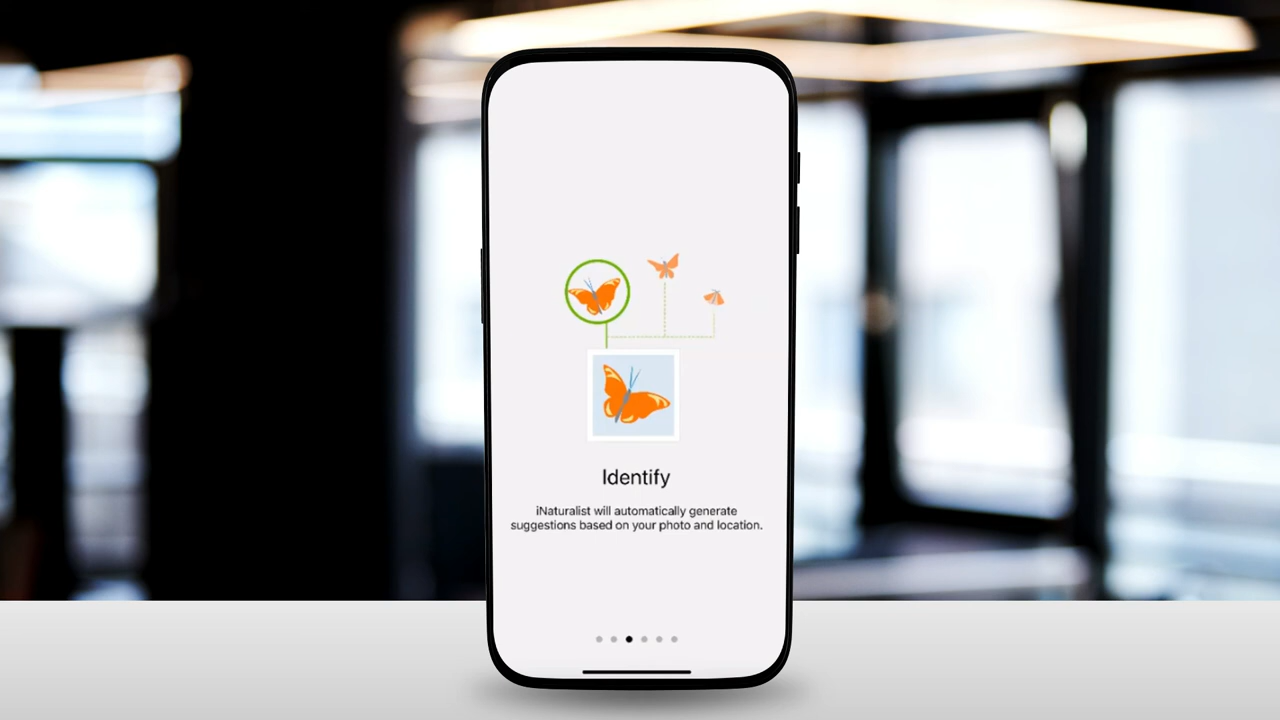 Identify
iNaturalist will automatically generate
suggestions based on your photo and location.